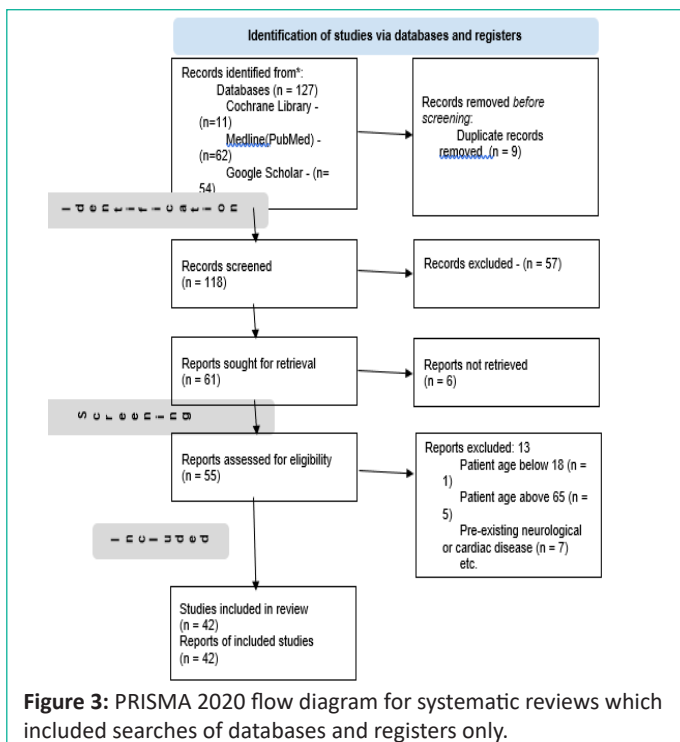 Identification of studies via databases and registers
Records identified from*:
Databases (n = 127)
Cochrane Library -
(n=11)
Medline(PubMed) -
(n=62)
Google Scholar - (n=
54)
Records removed before
screening:
Duplicate records
removed (n = 9)
Identification
Records screened
(n = 118)
Records excluded - (n = 57)
Reports sought for retrieval
(n = 61)
Reports not retrieved
(n = 6)
Screening
Reports assessed for eligibility
(n = 55)
Reports excluded: 13
Patient age below 18 (n =
1)
Patient age above 65 (n =
5)
Pre-existing neurological
or cardiac disease (n = 7)
etc.
Included
Studies included in review
(n = 42)
Reports of included studies
(n = 42)
Figure 3: PRISMA 2020 flow diagram for systematic reviews which
included searches of databases and registers only.